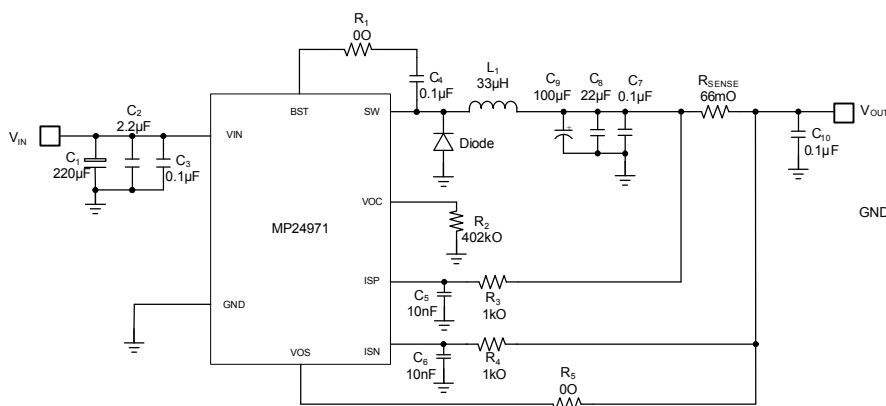 R1
0O
C4
0.1µF
L1
33µH
C9
100µF
C8
22µF
C7
0.1µF
RSENSE
66mO
BST
SW
VIN
C2
2.2µF
VIN
C1
220µF
C3
0.1µF
Diode
VOUT
C10
0.1µF
VOC
R2
402kO
MP24971
GND
ISP
C5
10nF
R3
1kO
GND
VOS
ISN
C6
10nF
R4
1kO
R5
0O